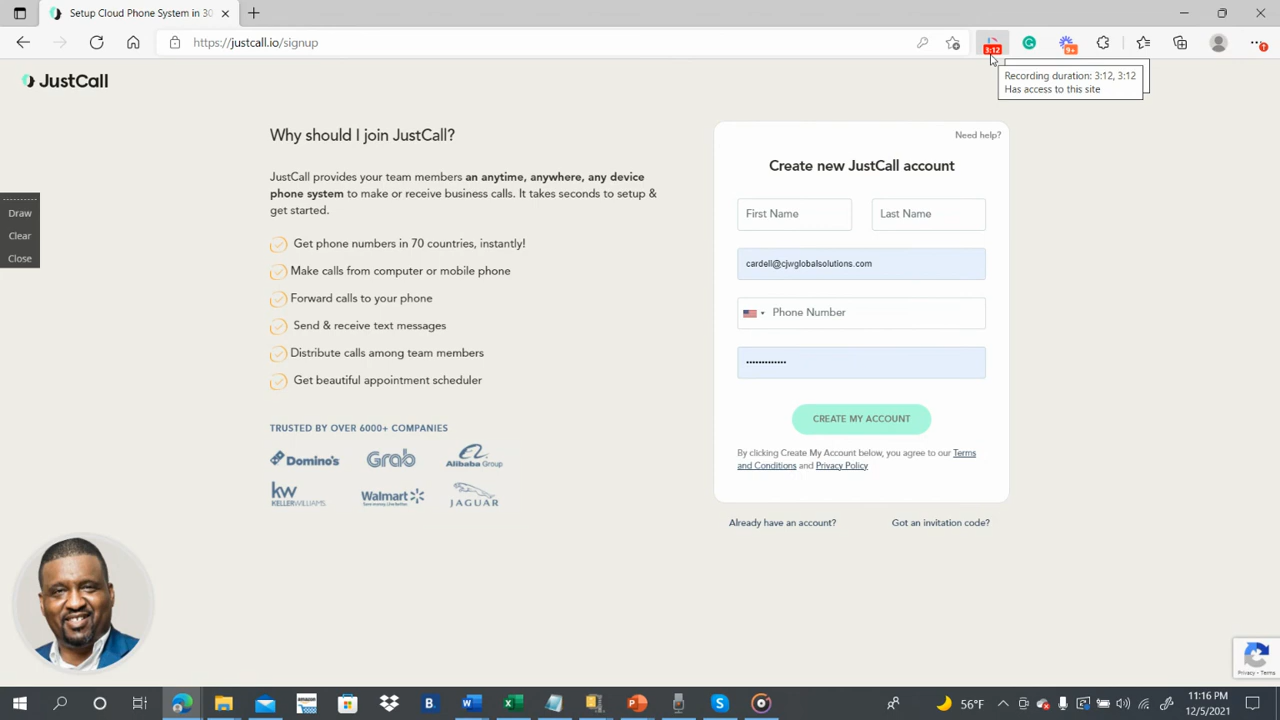 Setup Cloud Phone System in 30
https://justcall.io/signup
3:12
9+
Recording duration: 3:12, 3:12
Has access to this site
JustCall
Draw
Clear
Close
Why should I join JustCall?
JustCall provides your team members an anytime, anywhere, any device
phone system to make or receive business calls. It takes seconds to setup &
get started.
Get phone numbers in 70 countries, instantly!
Make calls from computer or mobile phone
Forward calls to your phone
Send & receive text messages
Distribute calls among team members
Get beautiful appointment scheduler
TRUSTED BY OVER 6000+ COMPANIES
Domino's Grab Alibaba Group
kw KELLERWILLIAMS. Walmart JAGUAR
Need help?
Create new JustCall account
First Name Last Name
cardell@cjwglobalsolutions.com
Phone Number
•••••••••••••
CREATE MY ACCOUNT
By clicking Create My Account below, you agree to our Terms
and Conditions and Privacy Policy
Already have an account? Got an invitation code?
Privacy - Terms
56°F
11:16 PM
12/5/2021